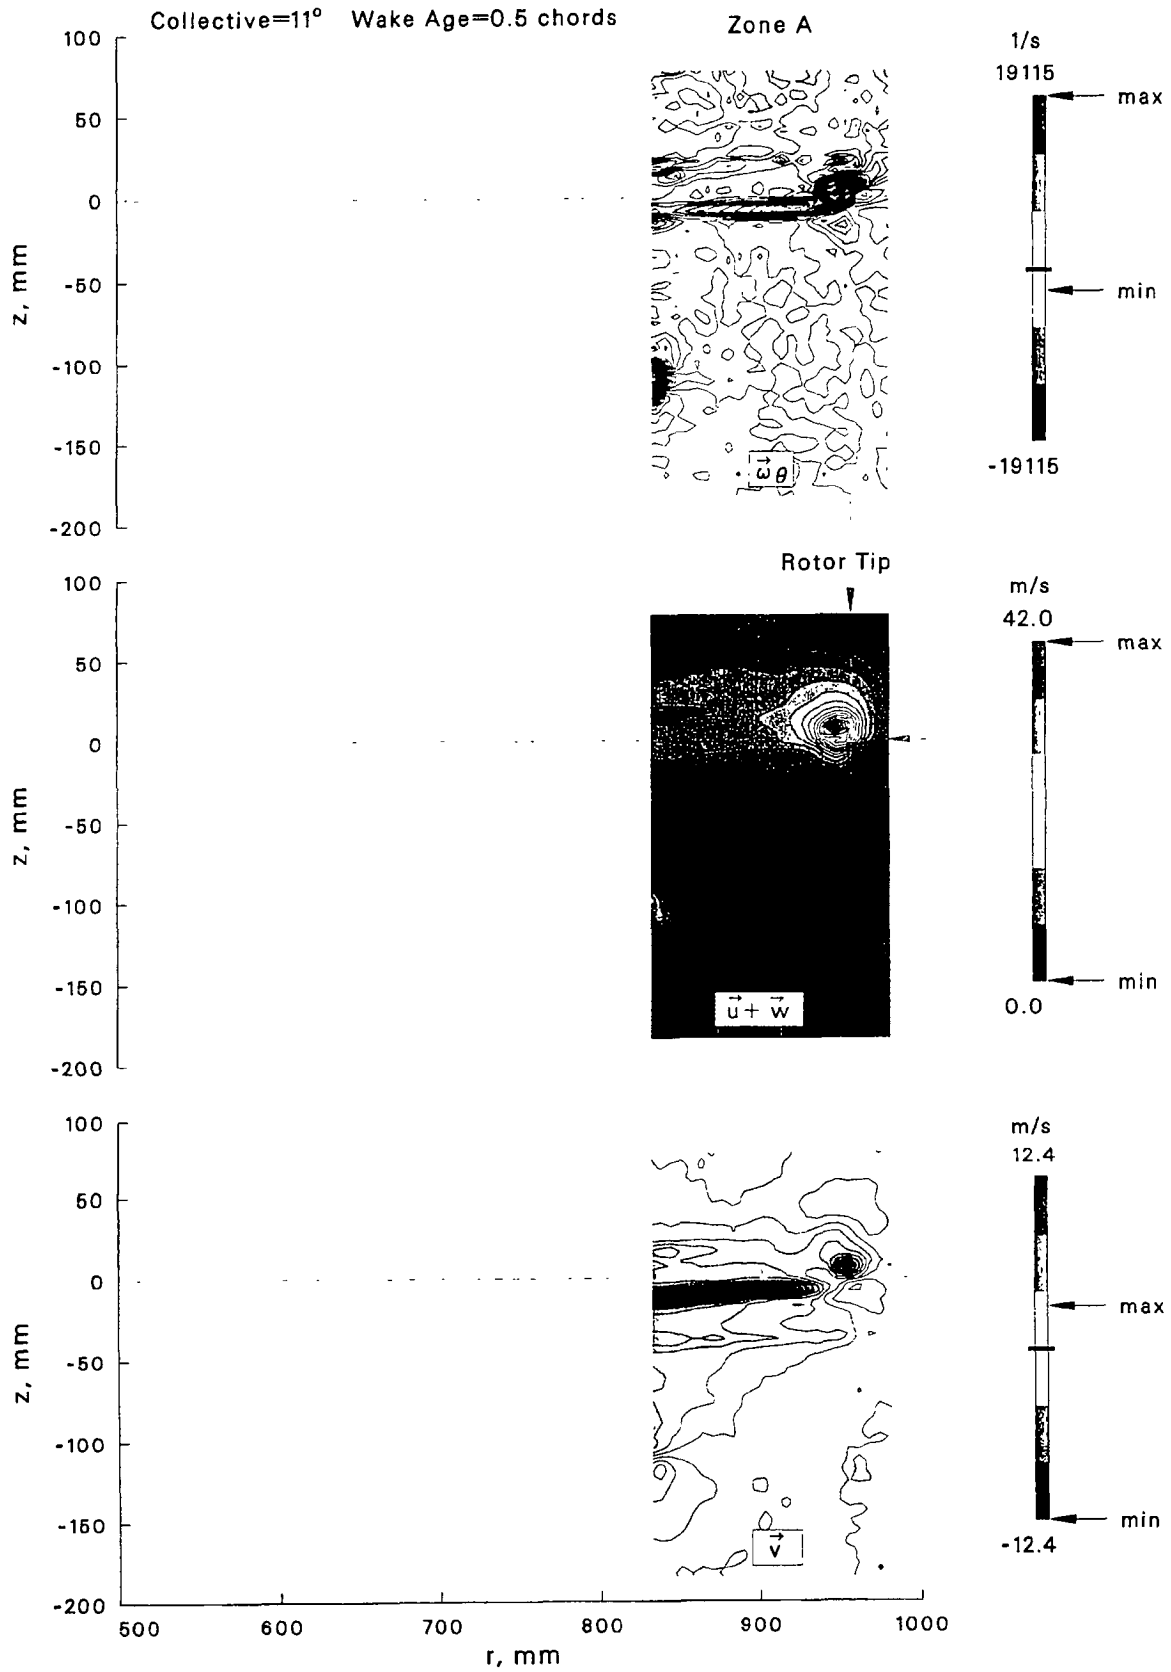 Collective=11° Wake Age=0.5 chords Zone A
1/s
19115
max
min
-19115
100
50
0
-50
-100
-150
-200
z, mm
ω⃗ θ
Rotor Tip
m/s
42.0
max
min
0.0
100
50
0
-50
-100
-150
-200
z, mm
u⃗ + w⃗
m/s
12.4
max
min
-12.4
100
50
0
-50
-100
-150
-200
z, mm
v⃗
500 600 700 800 900 1000
r, mm